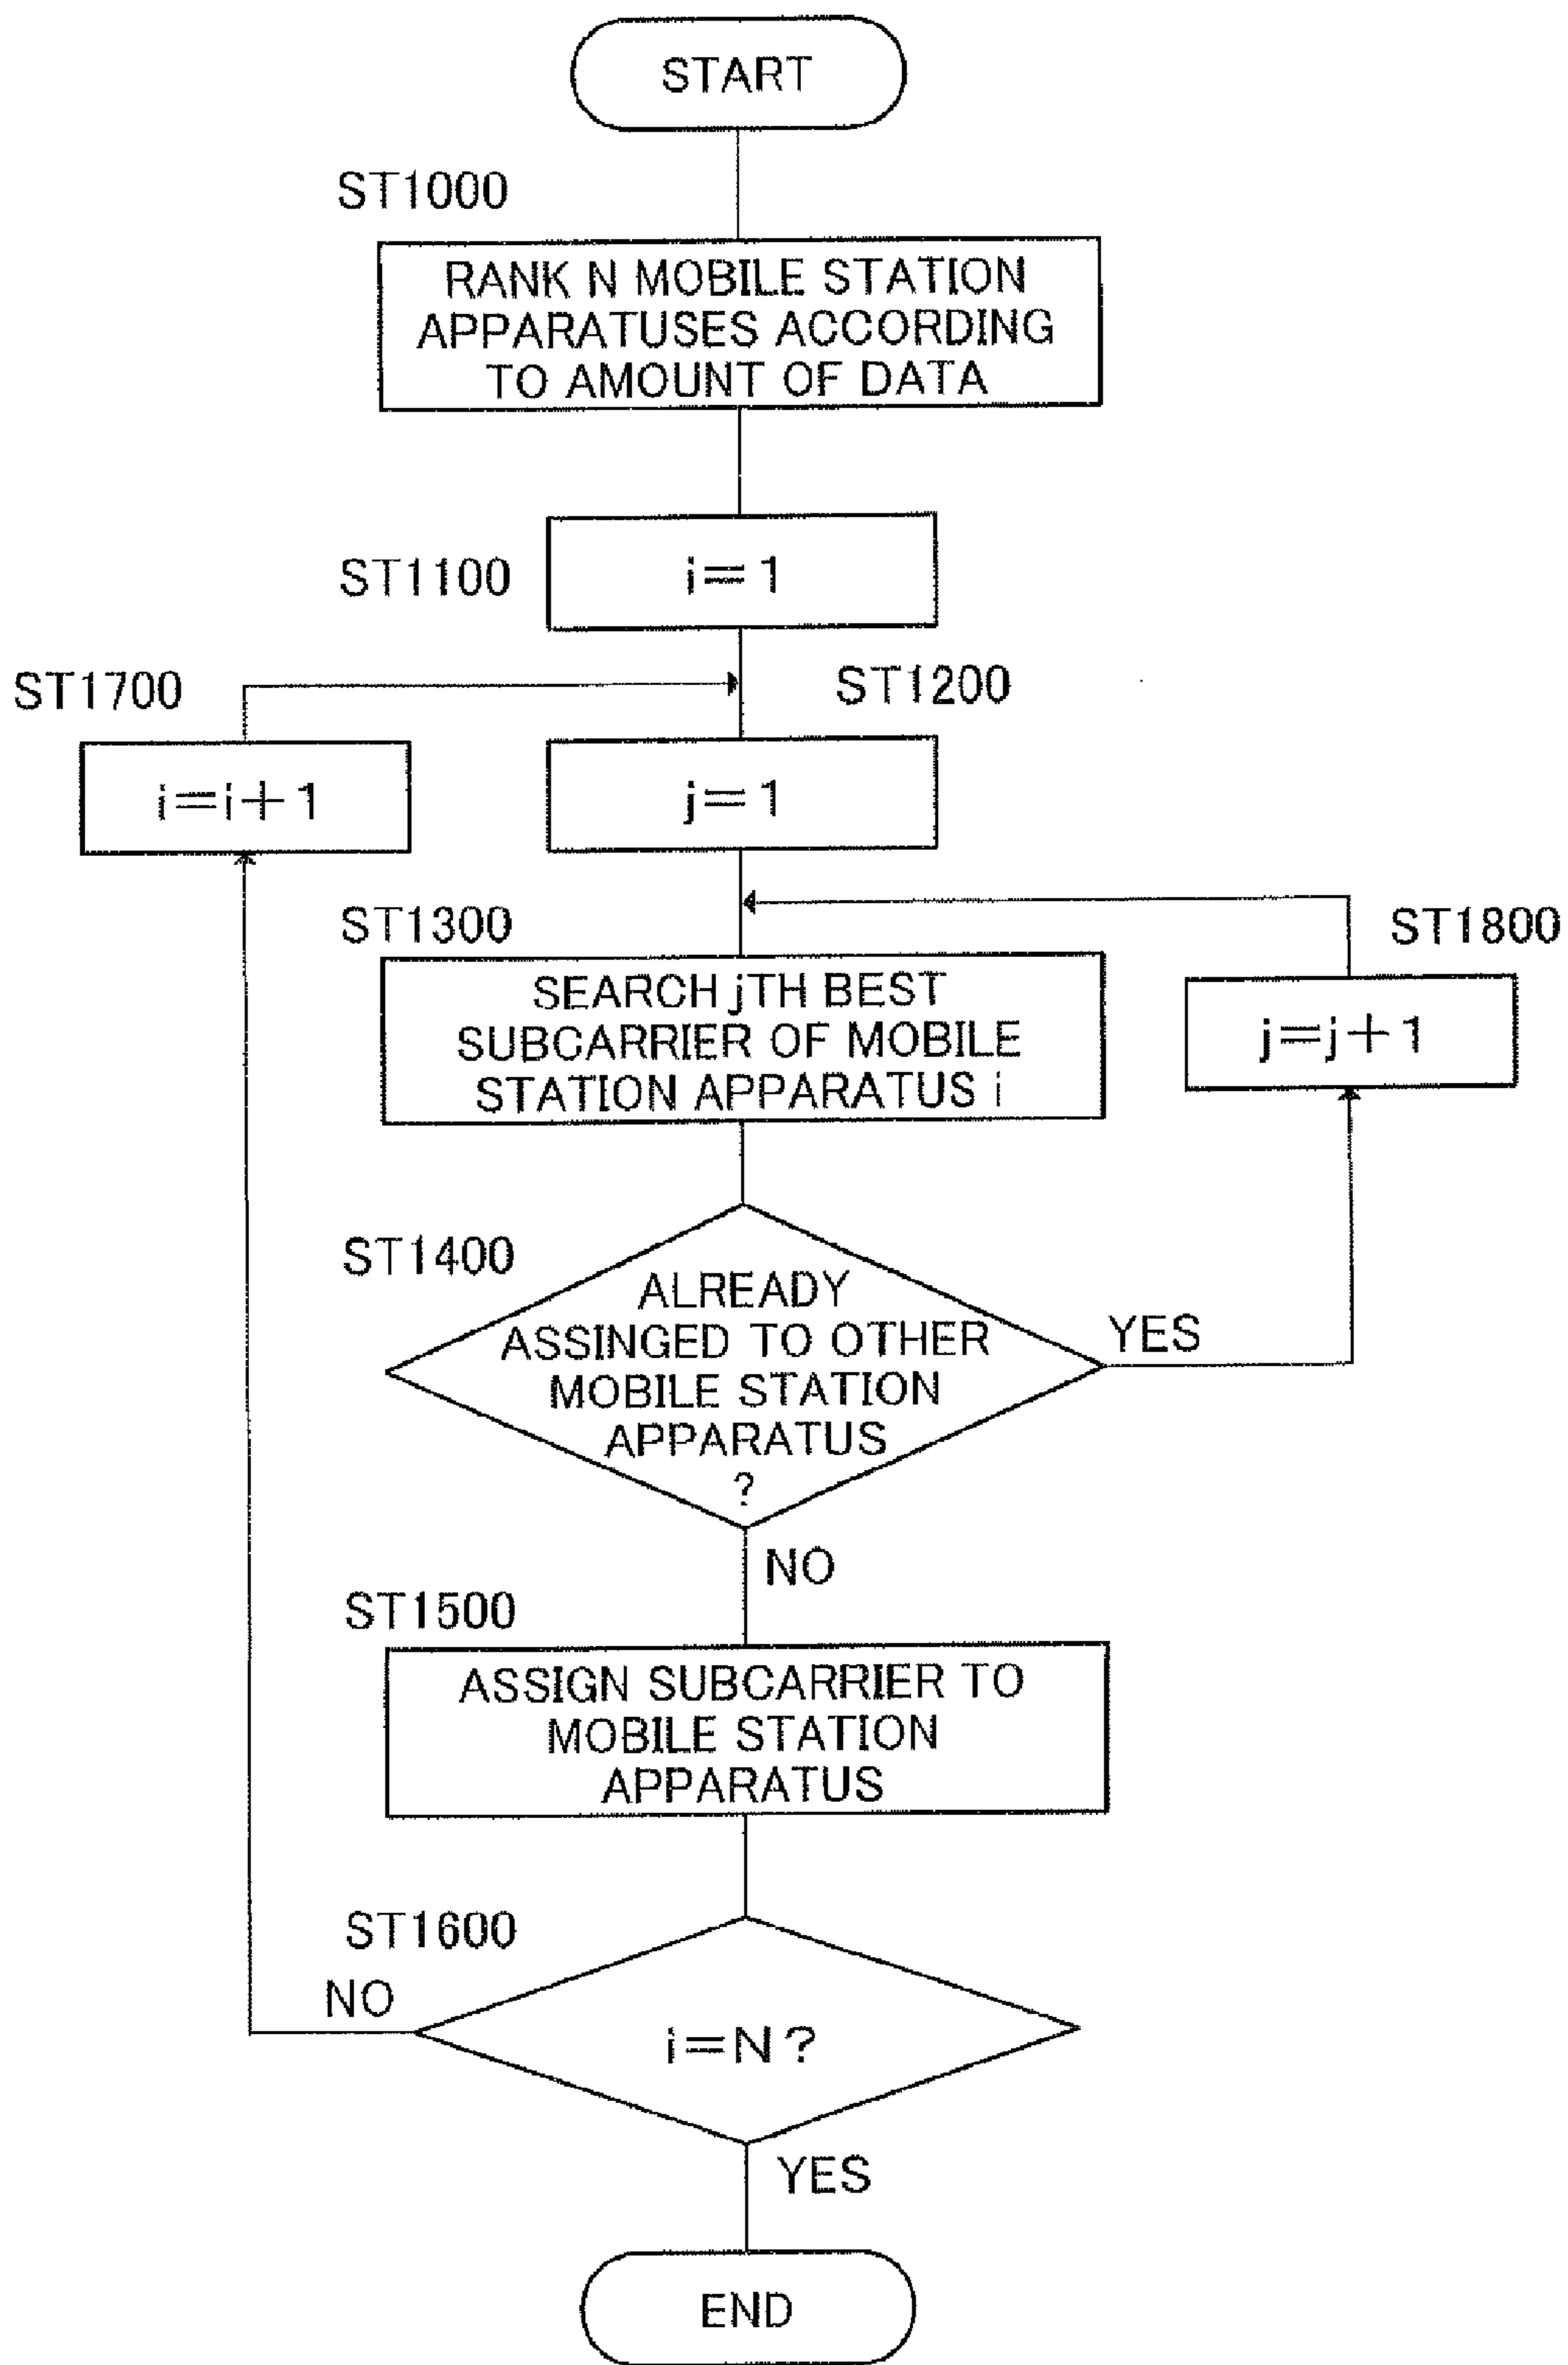 START
ST1000
RANK N MOBILE STATION
APPARATUSES ACCORDING
TO AMOUNT OF DATA
ST1100
i=1
ST1700
ST1200
i=i+1
j=1
ST1300
ST1800
SEARCH jTH BEST
SUBCARRIER OF MOBILE
STATION APPARATUS i
j=j+1
ST1400
ALREADY
ASSINGED TO OTHER
MOBILE STATION
APPARATUS
?
YES
NO
ST1500
ASSIGN SUBCARRIER TO
MOBILE STATION
APPARATUS
ST1600
NO
i=N?
YES
END